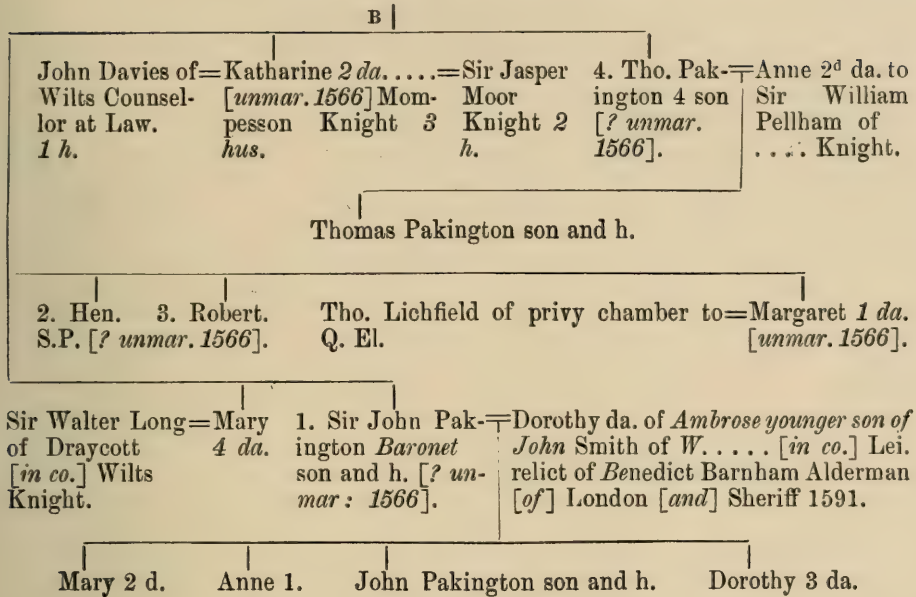 B
John Davies of=Katharine 2 da. . . . .=Sir Jasper 4. Tho. Pak-=Anne 2d da. to
Wilts Counsel- [unmar. 1566] Mom- Moor ington 4 son Sir William
lor at Law. pesson Knight 3 Knight 2 [? unmar. Pellham of
1 h. hus. h. 1566]. . . . . Knight.
Thomas Pakington son and h.
2. Hen. 3. Robert. Tho. Lichfield of privy chamber to=Margaret 1 da.
S.P. [? unmar. 1566]. Q. El. [unmar. 1566].
Sir Walter Long=Mary 1. Sir John Pak-=Dorothy da. of Ambrose younger son of
of Draycott 4 da. ington Baronet John Smith of W. . . . . [in co.] Lei.
[in co.] Wilts son and h. [? un- relict of Benedict Barnham Alderman
Knight. mar : 1566]. [of] London [and] Sheriff 1591.
Mary 2 d. Anne 1. John Pakington son and h. Dorothy 3 da.